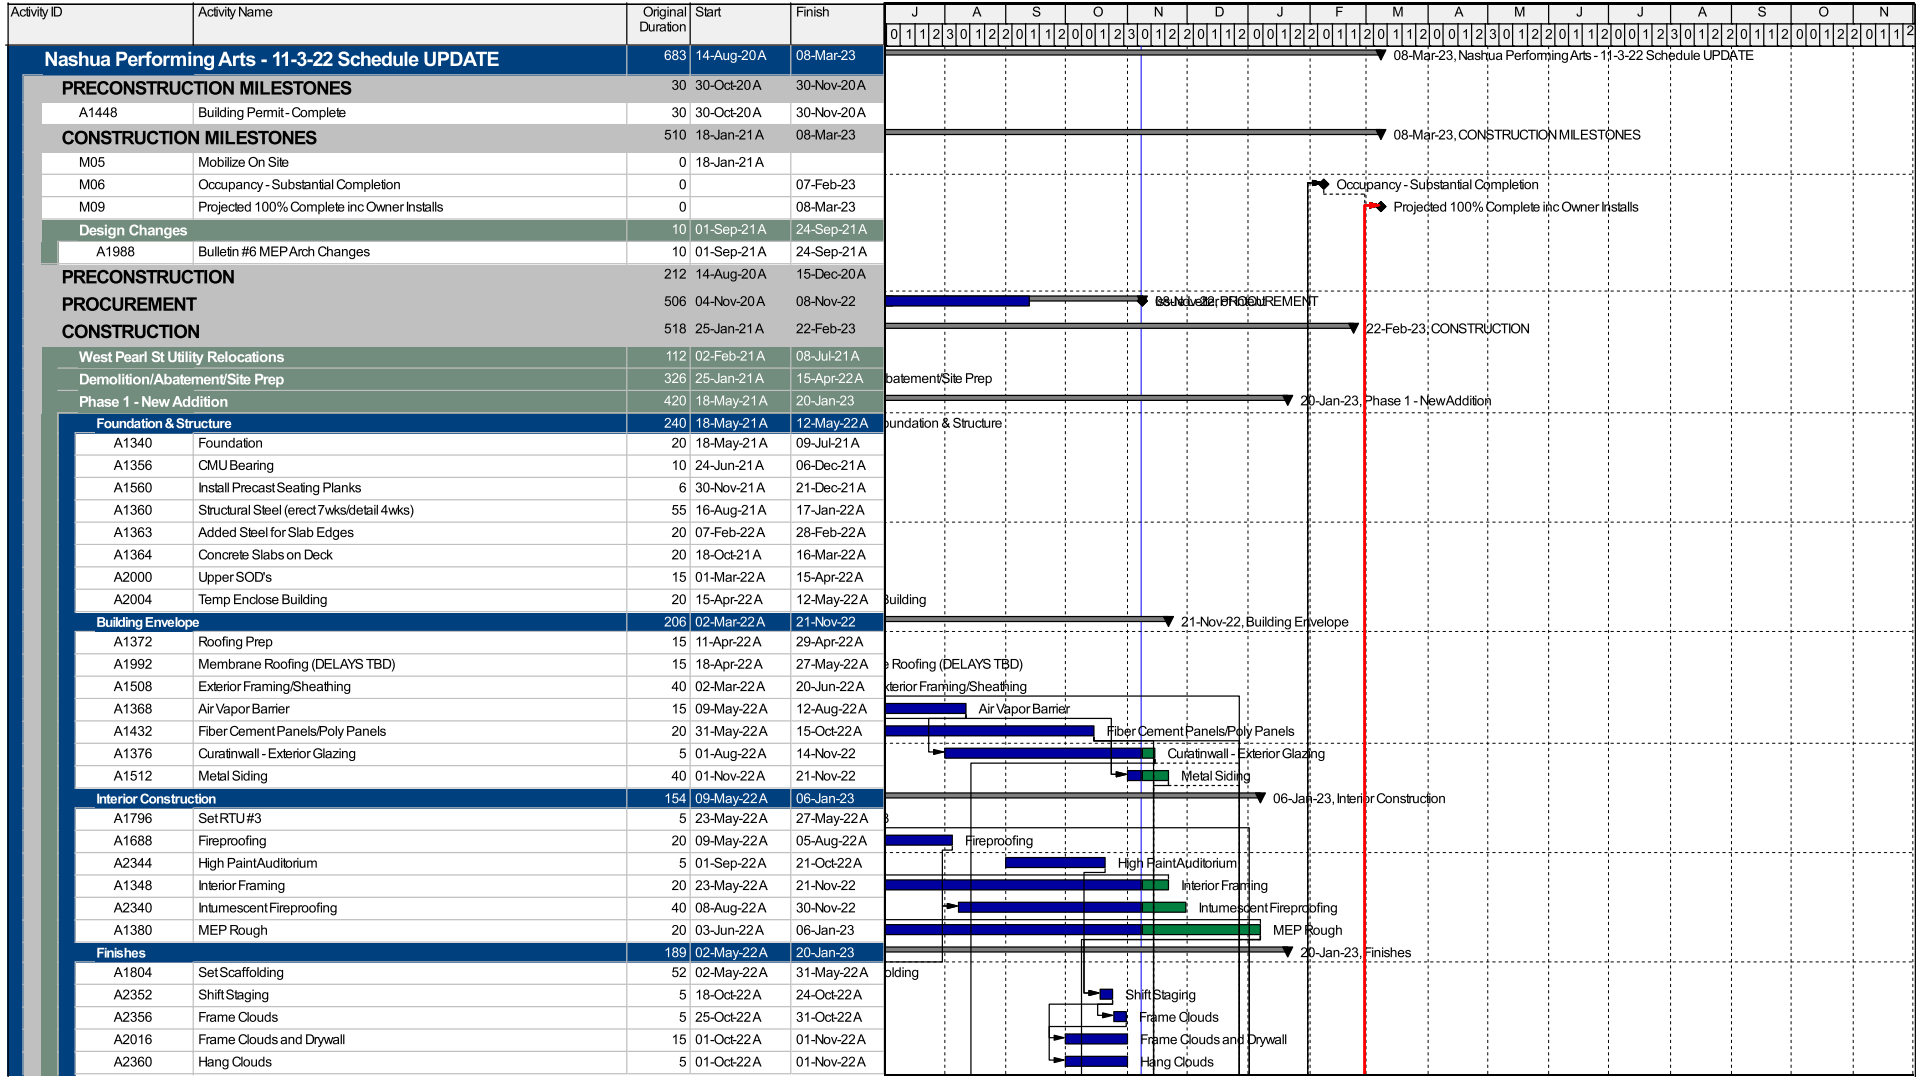 Activity ID Activity Name Original Duration Start Finish J A S O N D J F M A M J J A S O N
Nashua Performing Arts - 11-3-22 Schedule UPDATE 683 14-Aug-20 A 08-Mar-23 08-Mar-23, Nashua Performing Arts - 11-3-22 Schedule UPDATE
PRECONSTRUCTION MILESTONES 30 30-Oct-20 A 30-Nov-20 A
A1448 Building Permit - Complete 30 30-Oct-20 A 30-Nov-20 A
CONSTRUCTION MILESTONES 510 18-Jan-21 A 08-Mar-23 08-Mar-23, CONSTRUCTION MILESTONES
M05 Mobilize On Site 0 18-Jan-21 A
M06 Occupancy - Substantial Completion 0 07-Feb-23 Occupancy - Substantial Completion
M09 Projected 100% Complete inc Owner Installs 0 08-Mar-23 Projected 100% Complete inc Owner Installs
Design Changes 10 01-Sep-21 A 24-Sep-21 A
A1988 Bulletin #6 MEP Arch Changes 10 01-Sep-21 A 24-Sep-21 A
PRECONSTRUCTION 212 14-Aug-20 A 15-Dec-20 A
PROCUREMENT 506 04-Nov-20 A 08-Nov-22 08-Nov-22, PROCUREMENT
CONSTRUCTION 518 25-Jan-21 A 22-Feb-23 22-Feb-23, CONSTRUCTION
West Pearl St Utility Relocations 112 02-Feb-21 A 08-Jul-21 A
Demolition/Abatement/Site Prep 326 25-Jan-21 A 15-Apr-22 A batement/Site Prep
Phase 1 - New Addition 420 18-May-21 A 20-Jan-23 20-Jan-23, Phase 1 - New Addition
Foundation & Structure 240 18-May-21 A 12-May-22 A oundation & Structure
A1340 Foundation 20 18-May-21 A 09-Jul-21 A
A1356 CMU Bearing 10 24-Jun-21 A 06-Dec-21 A
A1560 Install Precast Seating Planks 6 30-Nov-21 A 21-Dec-21 A
A1360 Structural Steel (erect 7wks/detail 4wks) 55 16-Aug-21 A 17-Jan-22 A
A1363 Added Steel for Slab Edges 20 07-Feb-22 A 28-Feb-22 A
A1364 Concrete Slabs on Deck 20 18-Oct-21 A 16-Mar-22 A
A2000 Upper SOD's 15 01-Mar-22 A 15-Apr-22 A
A2004 Temp Enclose Building 20 15-Apr-22 A 12-May-22 A Building
Building Envelope 206 02-Mar-22 A 21-Nov-22 21-Nov-22, Building Envelope
A1372 Roofing Prep 15 11-Apr-22 A 29-Apr-22 A
A1992 Membrane Roofing (DELAYS TBD) 15 18-Apr-22 A 27-May-22 A e Roofing (DELAYS TBD)
A1508 Exterior Framing/Sheathing 40 02-Mar-22 A 20-Jun-22 A xterior Framing/Sheathing
A1368 Air Vapor Barrier 15 09-May-22 A 12-Aug-22 A Air Vapor Barrier
A1432 Fiber Cement Panels/Poly Panels 20 31-May-22 A 15-Oct-22 A Fiber Cement Panels/Poly Panels
A1376 Curatinwall - Exterior Glazing 5 01-Aug-22 A 14-Nov-22 Curatinwall - Exterior Glazing
A1512 Metal Siding 40 01-Nov-22 A 21-Nov-22 Metal Siding
Interior Construction 154 09-May-22 A 06-Jan-23 06-Jan-23, Interior Construction
A1796 Set RTU #3 5 23-May-22 A 27-May-22 A 3
A1688 Fireproofing 20 09-May-22 A 05-Aug-22 A Fireproofing
A2344 High Paint Auditorium 5 01-Sep-22 A 21-Oct-22 A High Paint Auditorium
A1348 Interior Framing 20 23-May-22 A 21-Nov-22 Interior Framing
A2340 Intumescent Fireproofing 40 08-Aug-22 A 30-Nov-22 Intumescent Fireproofing
A1380 MEP Rough 20 03-Jun-22 A 06-Jan-23 MEP Rough
Finishes 189 02-May-22 A 20-Jan-23 20-Jan-23, Finishes
A1804 Set Scaffolding 52 02-May-22 A 31-May-22 A olding
A2352 Shift Staging 5 18-Oct-22 A 24-Oct-22 A Shift Staging
A2356 Frame Clouds 5 25-Oct-22 A 31-Oct-22 A Frame Clouds
A2016 Frame Clouds and Drywall 15 01-Oct-22 A 01-Nov-22 A Frame Clouds and Drywall
A2360 Hang Clouds 5 01-Oct-22 A 01-Nov-22 A Hang Clouds